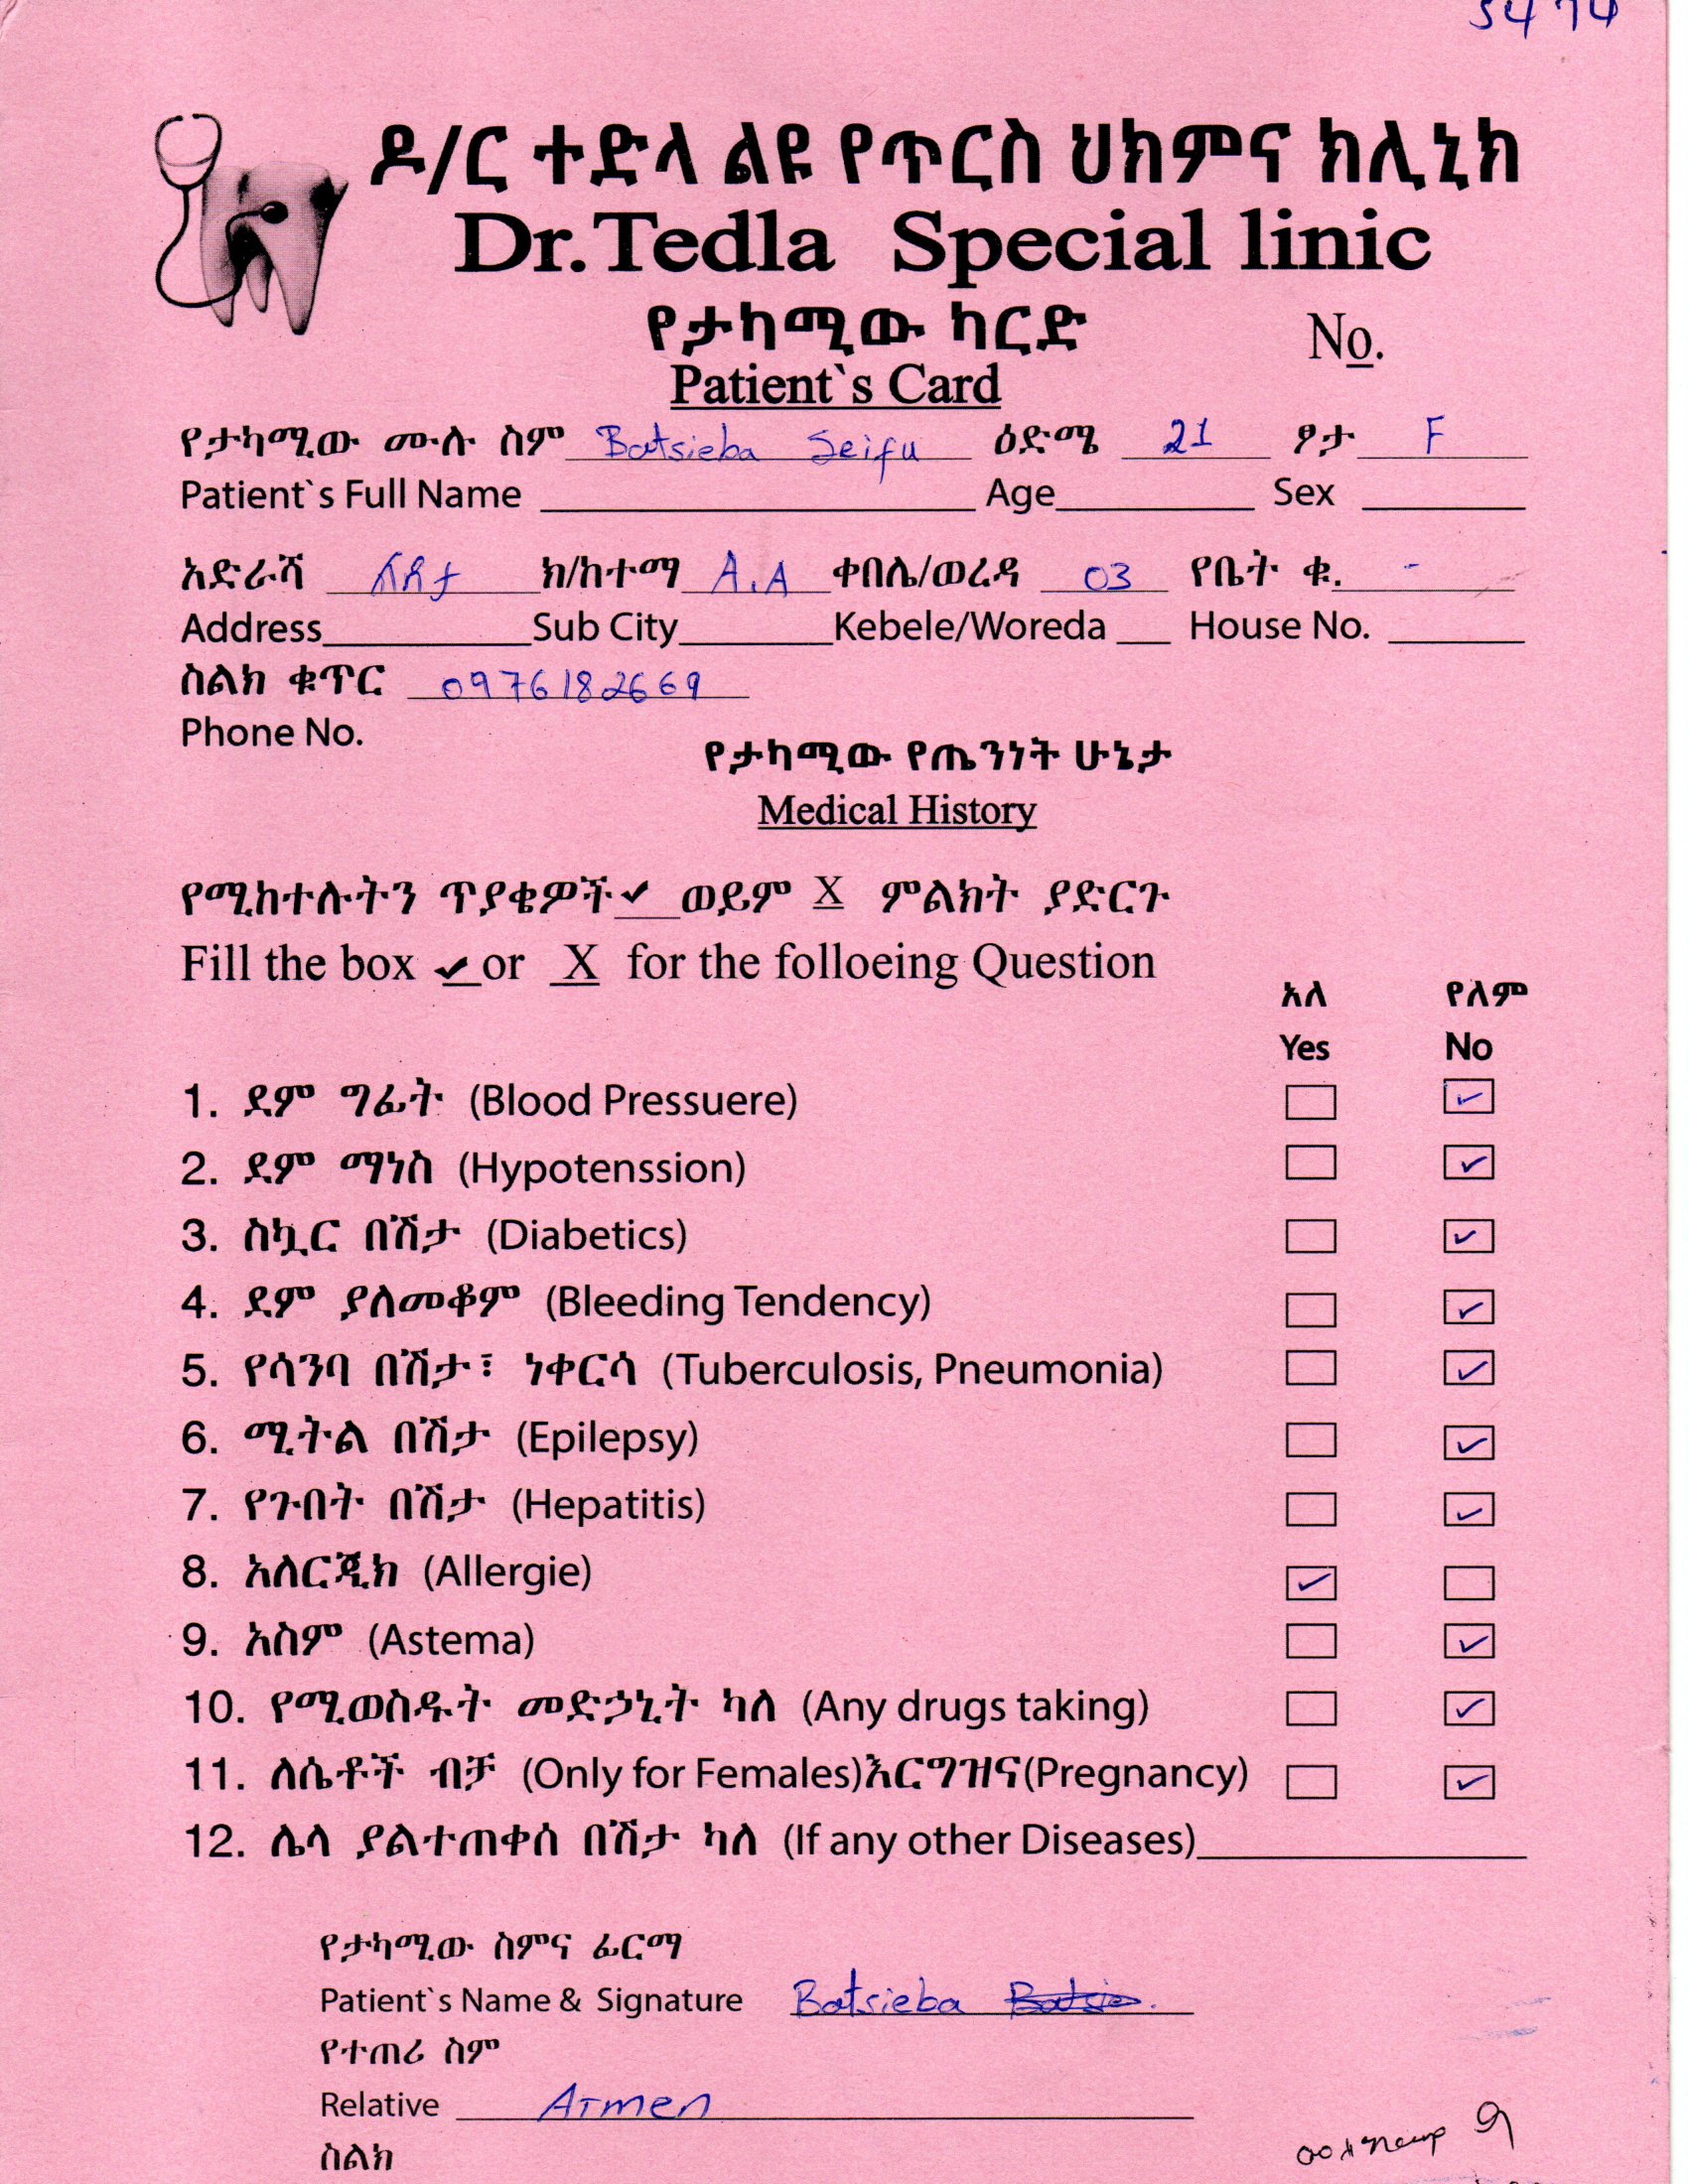 5474
ዶ/ር ተድላ ልዩ የጥርስ ህክምና ክሊኒክ
Dr.Tedla Special linic
የታካሚው ካርድ
No.
Patient`s Card
የታካሚው ሙሉ ስም Batsieba Seifu ዕድሜ 21 ፆታ F
Patient`s Full Name Age Sex
አድራሻ ክ/ከተማ A.A ቀበሌ/ወረዳ 03 የቤት ቁ. -
Address Sub City Kebele/Woreda House No.
ስልክ ቁጥር 0976182669
Phone No.
የታካሚው የጤንነት ሁኔታ
Medical History
የሚከተሉትን ጥያቄዎች ✓ ወይም X ምልክት ያድርጉ
Fill the box ✓ or X for the folloeing Question
አለ የለም
Yes No
1. ደም ግፊት (Blood Pressuere) ✓
2. ደም ማነስ (Hypotenssion) ✓
3. ስኳር በሽታ (Diabetics) ✓
4. ደም ያለመቆም (Bleeding Tendency) ✓
5. የሳንባ በሽታ፣ ነቀርሳ (Tuberculosis, Pneumonia) ✓
6. ሚትል በሽታ (Epilepsy) ✓
7. የጉበት በሽታ (Hepatitis) ✓
8. አለርጂክ (Allergie) ✓
9. አስም (Astema) ✓
10. የሚወስዱት መድኃኒት ካለ (Any drugs taking) ✓
11. ለሴቶች ብቻ (Only for Females)እርግዝና(Pregnancy) ✓
12. ሌላ ያልተጠቀሰ በሽታ ካለ (If any other Diseases)
የታካሚው ስምና ፊርማ
Patient`s Name & Signature Batsieba
የተጠሪ ስም
Relative Armen
ስልክ